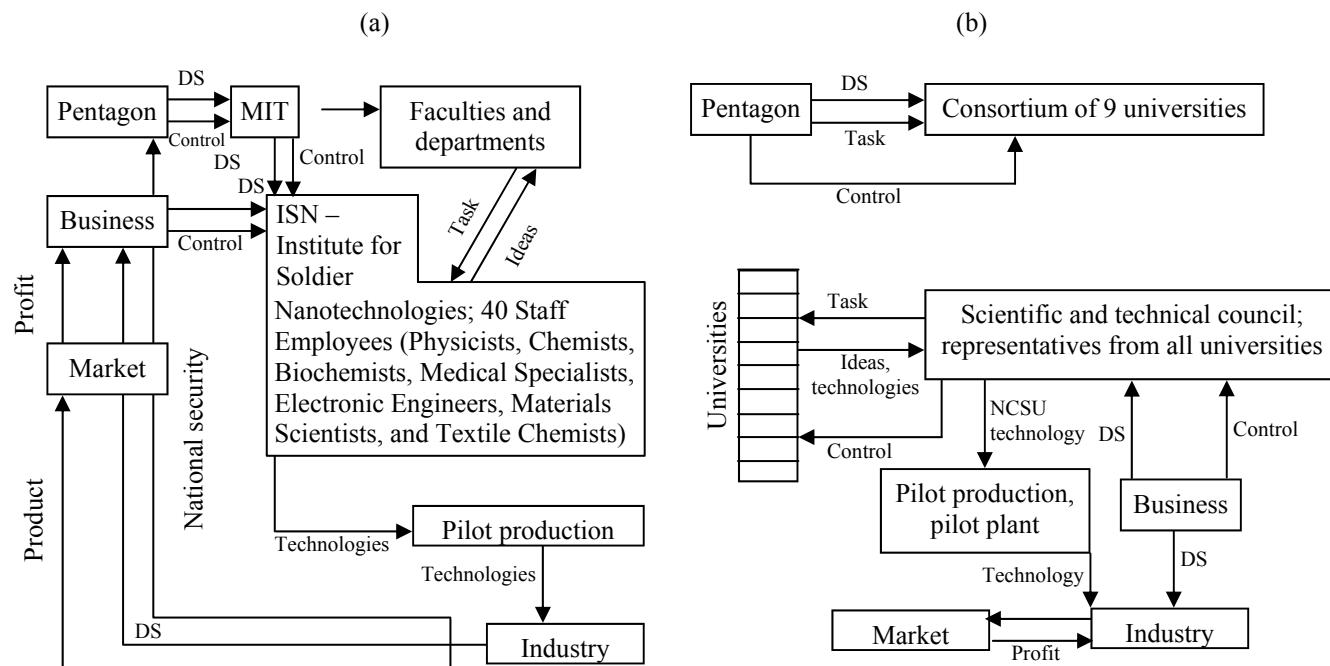 (a)
DS
Pentagon
MIT
Control
Faculties and
departments
DS
Control
DS
Business
Control
ISN –
Institute for
Soldier
Nanotechnologies; 40 Staff
Employees (Physicists, Chemists,
Biochemists, Medical Specialists,
Electronic Engineers, Materials
Scientists, and Textile Chemists)
Task
Ideas
Profit
Market
National security
Product
Technologies
Pilot production
Technologies
DS
Industry
(b)
Pentagon
DS
Task
Consortium of 9 universities
Control
Universities
Task
Ideas,
technologies
Control
Scientific and technical council;
representatives from all universities
NCSU
technology
DS
Control
Pilot production,
pilot plant
Business
Technology
DS
Market
Profit
Industry